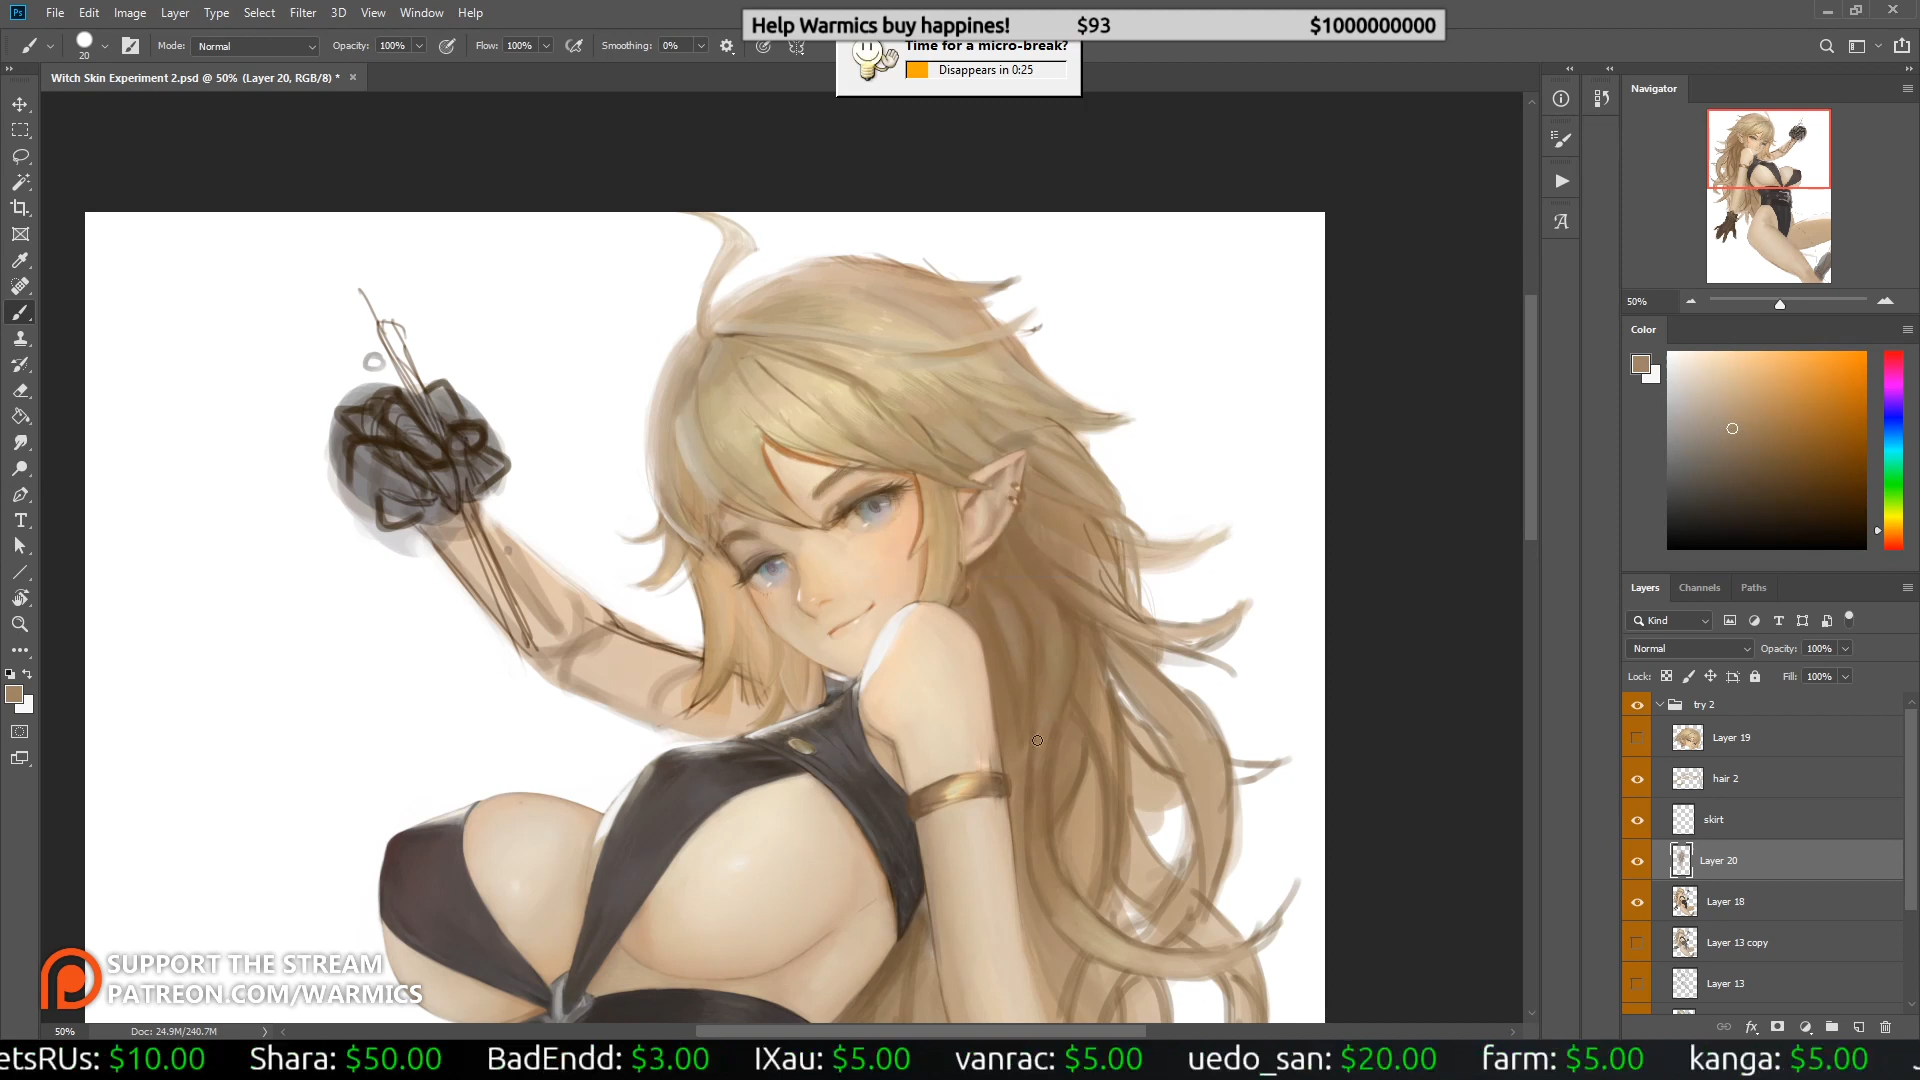 Ps File Edit Image Layer Type Select Filter 3D View Window Help
Help Warmics buy happines! $93 $1000000000
20 Mode: Normal Opacity: 100% Flow: 100% Smoothing: 0%
Time for a micro-break?
Disappears in 0:25
Witch Skin Experiment 2.psd @ 50% (Layer 20, RGB/8) * ×
Navigator
50%
Color
Layers Channels Paths
Kind
Normal Opacity: 100%
Lock: Fill: 100%
try 2
Layer 19
hair 2
skirt
Layer 20
Layer 18
Layer 13 copy
Layer 13
fx
SUPPORT THE STREAM
PATREON.COM/WARMICS
50% Doc: 24.9M/240.7M
etsRUs: $10.00 Shara: $50.00 BadEndd: $3.00 IXau: $5.00 vanrac: $5.00 uedo_san: $20.00 farm: $5.00 kanga: $5.00